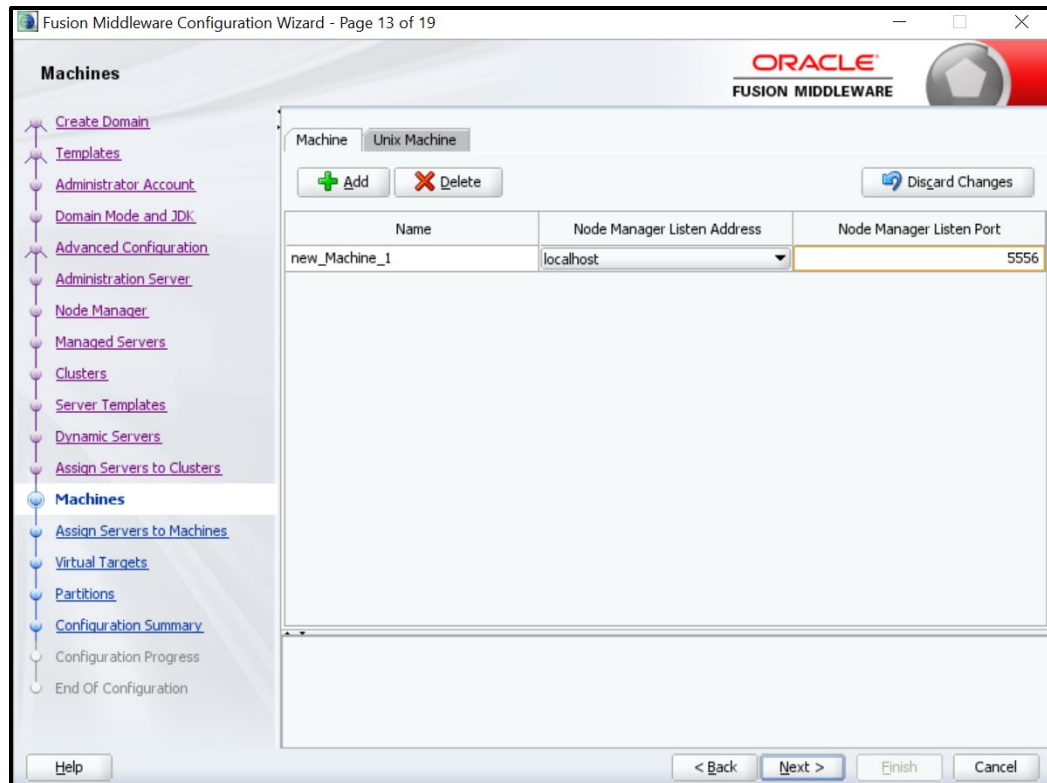 Fusion Middleware Configuration Wizard - Page 13 of 19
Machines
ORACLE
FUSION MIDDLEWARE
Create Domain
Templates
Administrator Account
Domain Mode and JDK
Advanced Configuration
Administration Server
Node Manager
Managed Servers
Clusters
Server Templates
Dynamic Servers
Assign Servers to Clusters
Machines
Assign Servers to Machines
Virtual Targets
Partitions
Configuration Summary
Configuration Progress
End Of Configuration
Machine Unix Machine
Add Delete Discard Changes
Name Node Manager Listen Address Node Manager Listen Port
new_Machine_1 localhost 5556
Help < Back Next > Finish Cancel